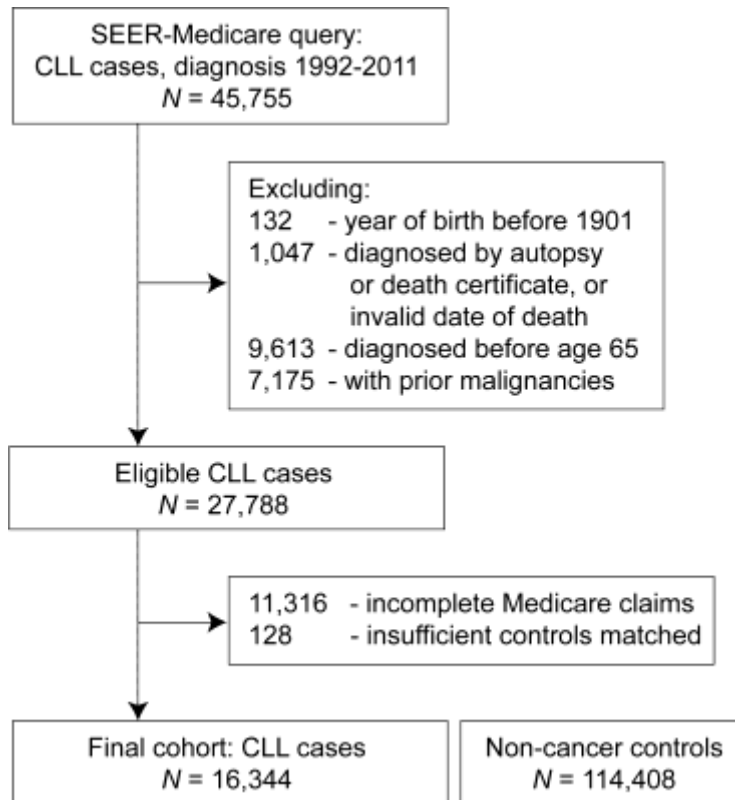 SEER-Medicare query:
CLL cases, diagnosis 1992-2011
N = 45,755
Excluding:
132 - year of birth before 1901
1,047 - diagnosed by autopsy
or death certificate, or
invalid date of death
9,613 - diagnosed before age 65
7,175 - with prior malignancies
Eligible CLL cases
N = 27,788
11,316 - incomplete Medicare claims
128 - insufficient controls matched
Final cohort: CLL cases
N = 16,344
Non-cancer controls
N = 114,408